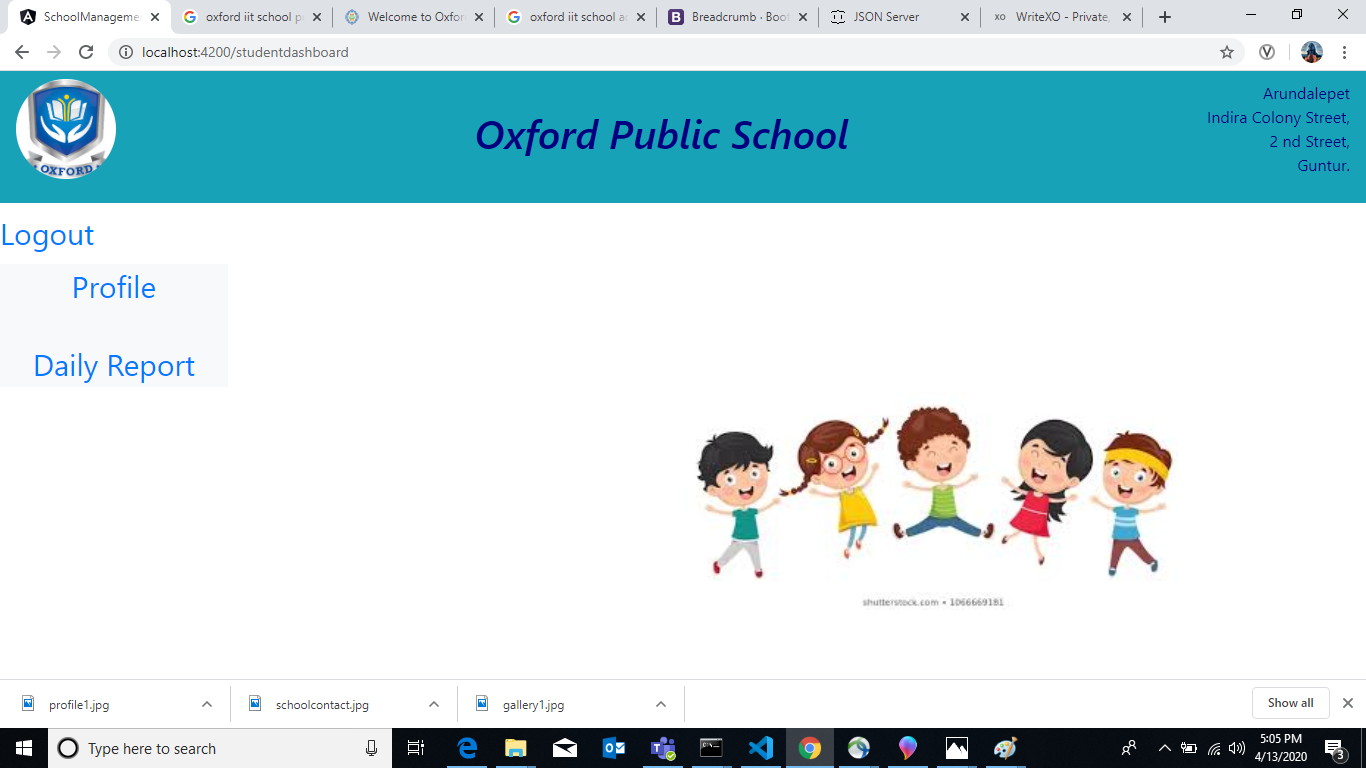 SchoolManageme
oxford iit school p
Welcome to Oxfor
oxford iit school a
Breadcrumb · Boot
JSON Server
WriteXO - Private,
localhost:4200/studentdashboard
OXFORD
Oxford Public School
Arundalepet
Indira Colony Street,
2 nd Street,
Guntur.
Logout
Profile
Daily Report
shutterstock.com • 1066669181
profile1.jpg
schoolcontact.jpg
gallery1.jpg
Show all
Type here to search
5:05 PM
4/13/2020
3